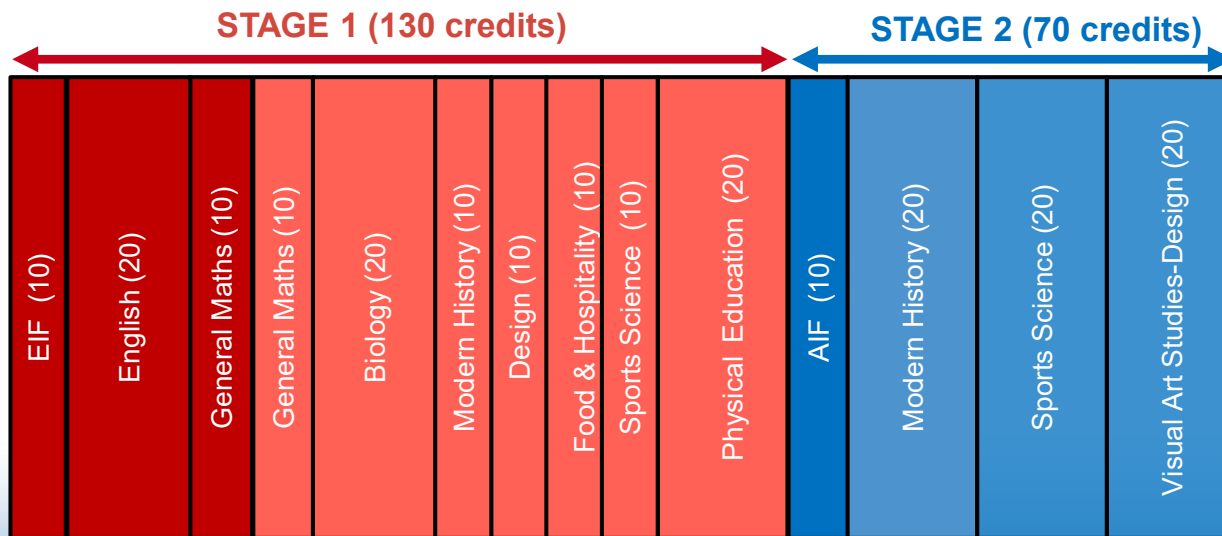 STAGE 1 (130 credits)
STAGE 2 (70 credits)
EIF (10)
English (20)
General Maths (10)
General Maths (10)
Biology (20)
Modern History (10)
Design (10)
Food & Hospitality (10)
Sports Science (10)
Physical Education (20)
AIF (10)
Modern History (20)
Sports Science (20)
Visual Art Studies-Design (20)